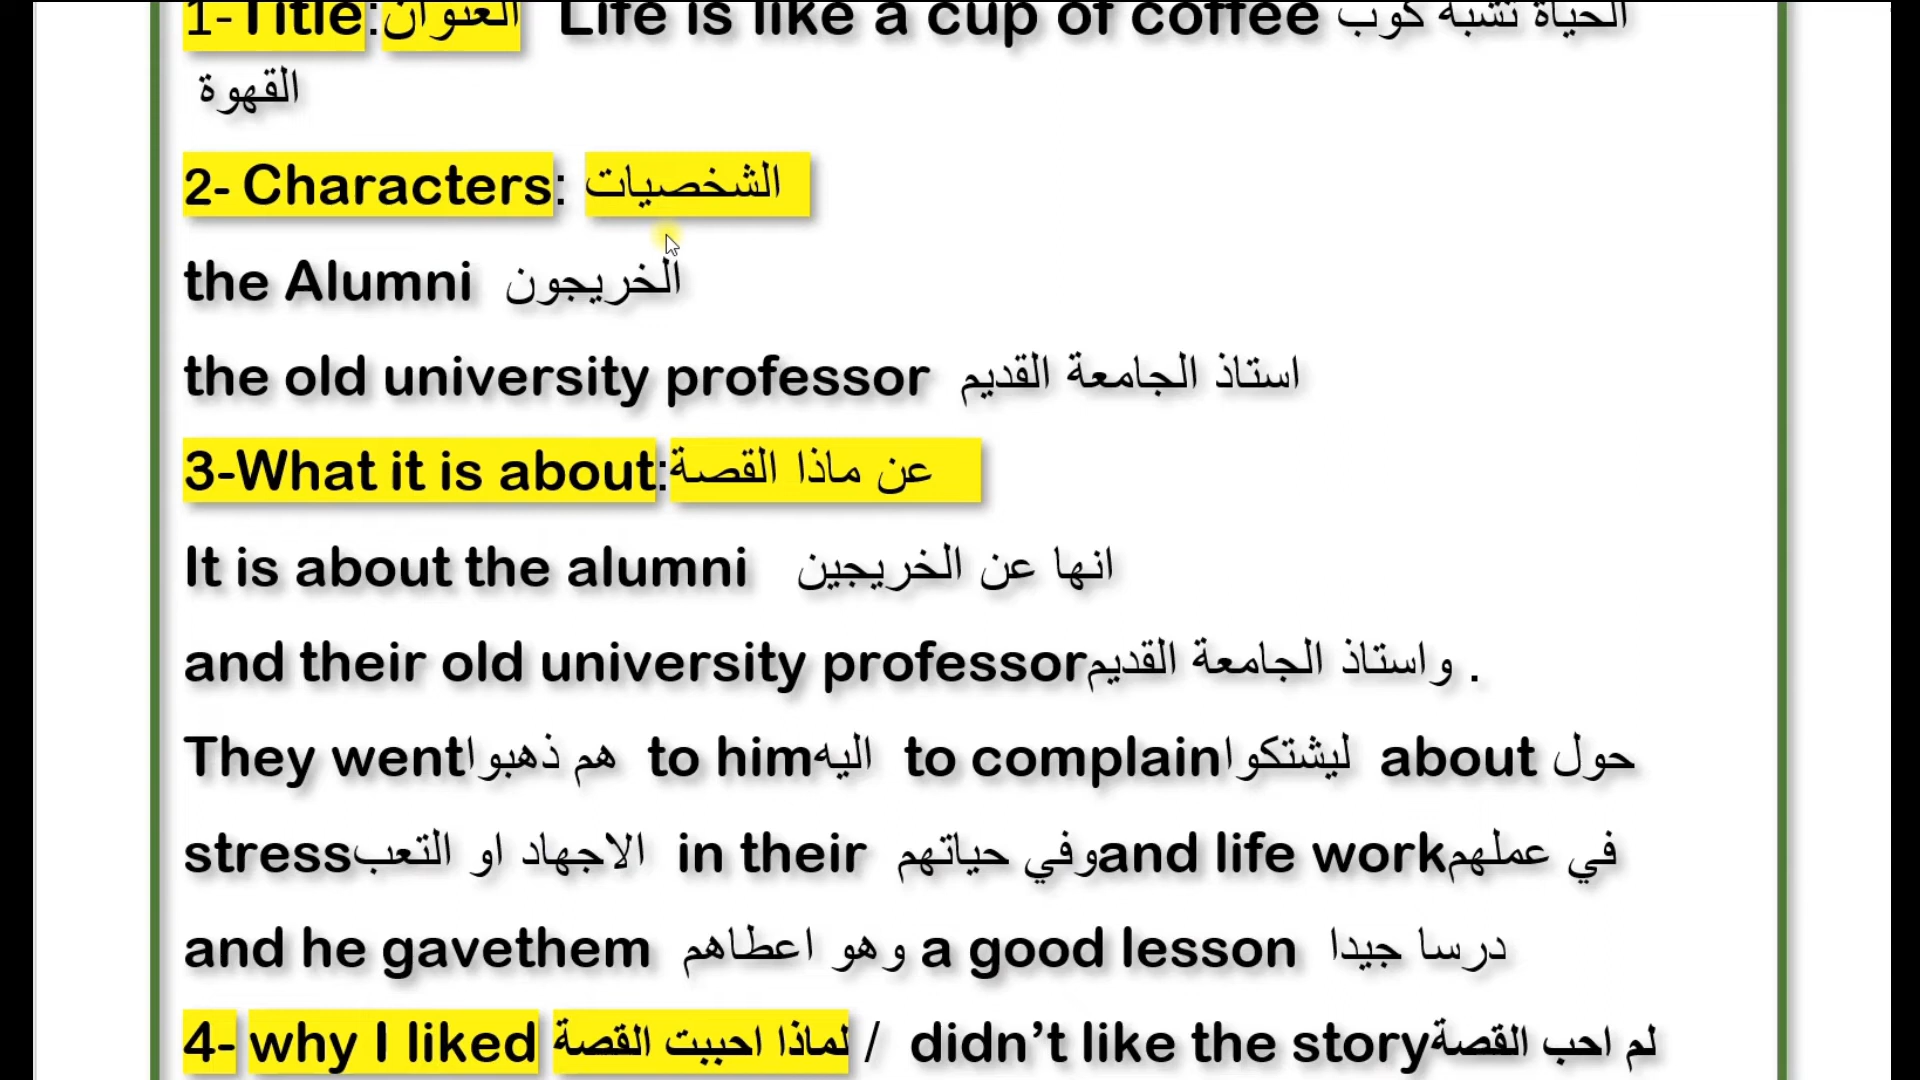 1-Title:العنوان Life is like a cup of coffee الحياة تشبه كوب
القهوة
2- Characters: الشخصيات
the Alumni الخريجون
the old university professor استاذ الجامعة القديم
3-What it is about:عن ماذا القصة
It is about the alumni انها عن الخريجين
and their old university professorواستاذ الجامعة القديم .
They wentهم ذهبوا to himاليه to complainليشتكوا about حول
stressالاجهاد او التعب in their وفي حياتهمand life workفي عملهم
and he gavethem وهو اعطاهم a good lesson درسا جيدا
4- why I liked لماذا احببت القصة / didn’t like the storyلم احب القصة